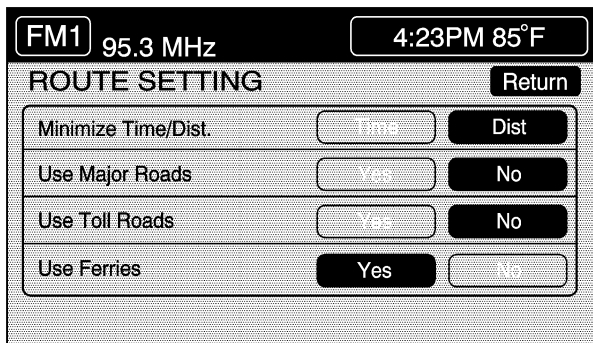 FM1 95.3 MHz 4:23PM 85°F
ROUTE SETTING Return
Minimize Time/Dist. Time Dist
Use Major Roads Yes No
Use Toll Roads Yes No
Use Ferries Yes No